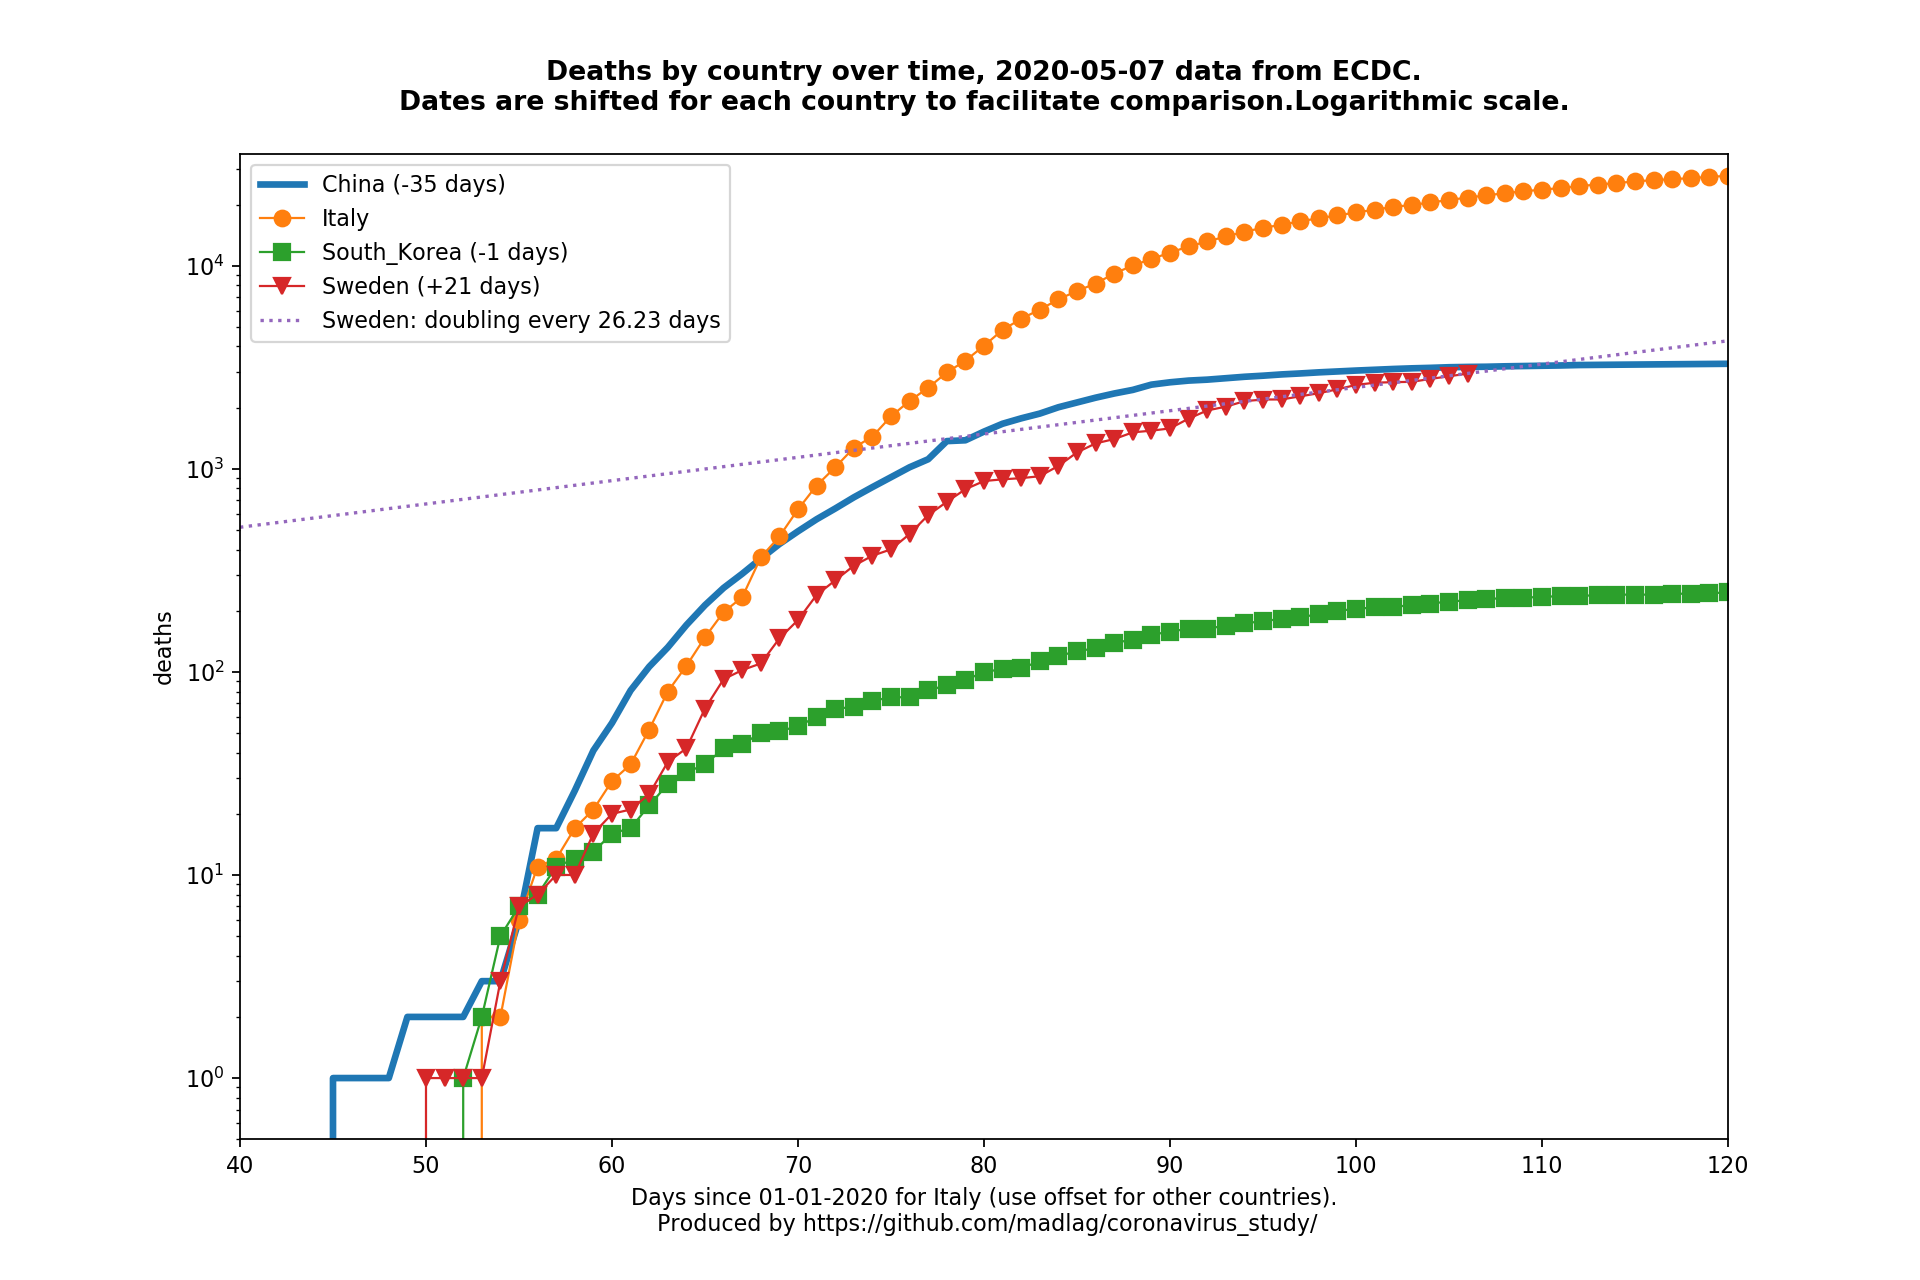 Deaths by country over time, 2020-05-07 data from ECDC.
Dates are shifted for each country to facilitate comparison.Logarithmic scale.
China (-35 days)
Italy
South_Korea (-1 days)
Sweden (+21 days)
Sweden: doubling every 26.23 days
deaths
10⁴
10³
10²
10¹
10⁰
40 50 60 70 80 90 100 110 120
Days since 01-01-2020 for Italy (use offset for other countries).
Produced by https://github.com/madlag/coronavirus_study/